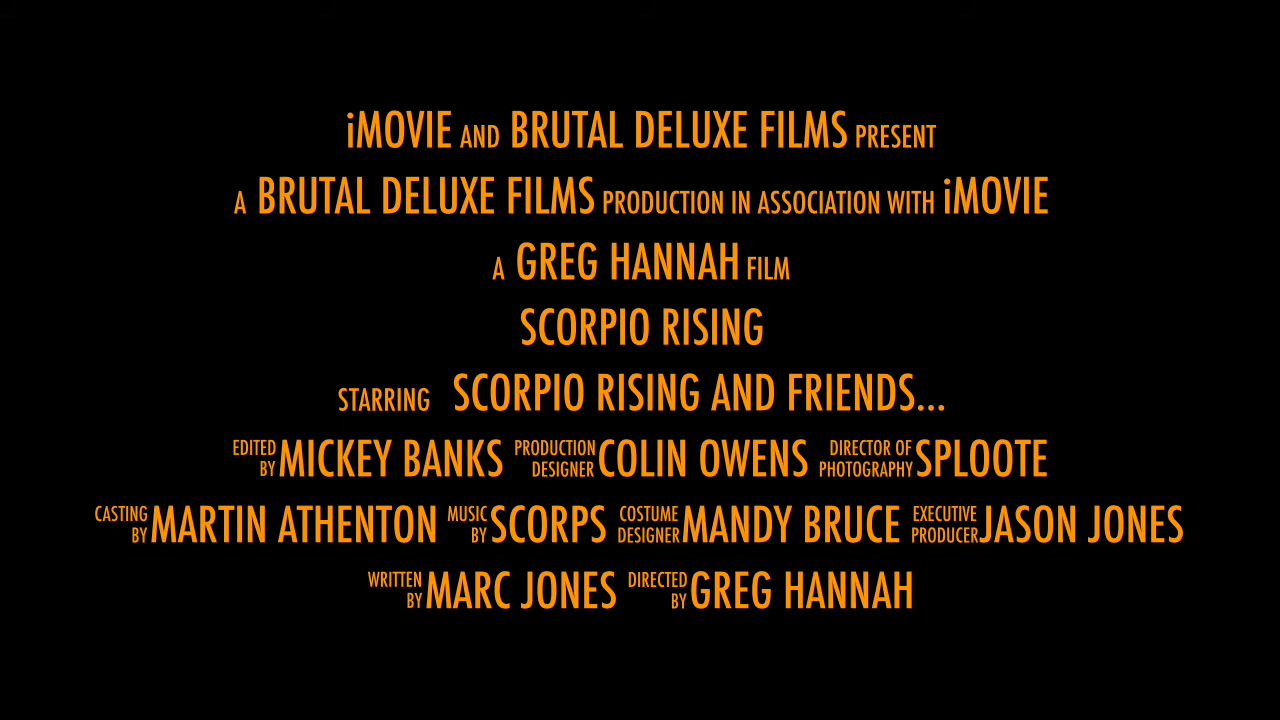 iMOVIE AND BRUTAL DELUXE FILMS PRESENT
A BRUTAL DELUXE FILMS PRODUCTION IN ASSOCIATION WITH iMOVIE
A GREG HANNAH FILM
SCORPIO RISING
STARRING SCORPIO RISING AND FRIENDS...
EDITED BY MICKEY BANKS PRODUCTION DESIGNER COLIN OWENS DIRECTOR OF PHOTOGRAPHY SPLOOTE
CASTING BY MARTIN ATHENTON MUSIC BY SCORPS COSTUME DESIGNER MANDY BRUCE EXECUTIVE PRODUCER JASON JONES
WRITTEN BY MARC JONES DIRECTED BY GREG HANNAH